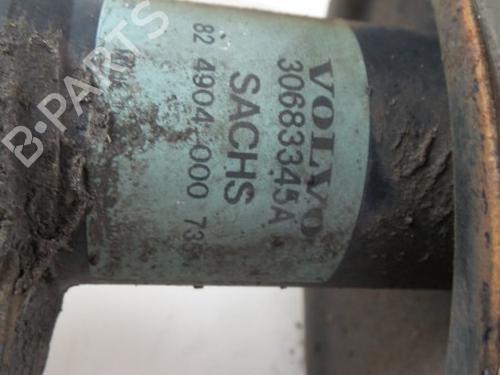 VOLVO
30683345A
SACHS
82 4904 000 73
B-PARTS